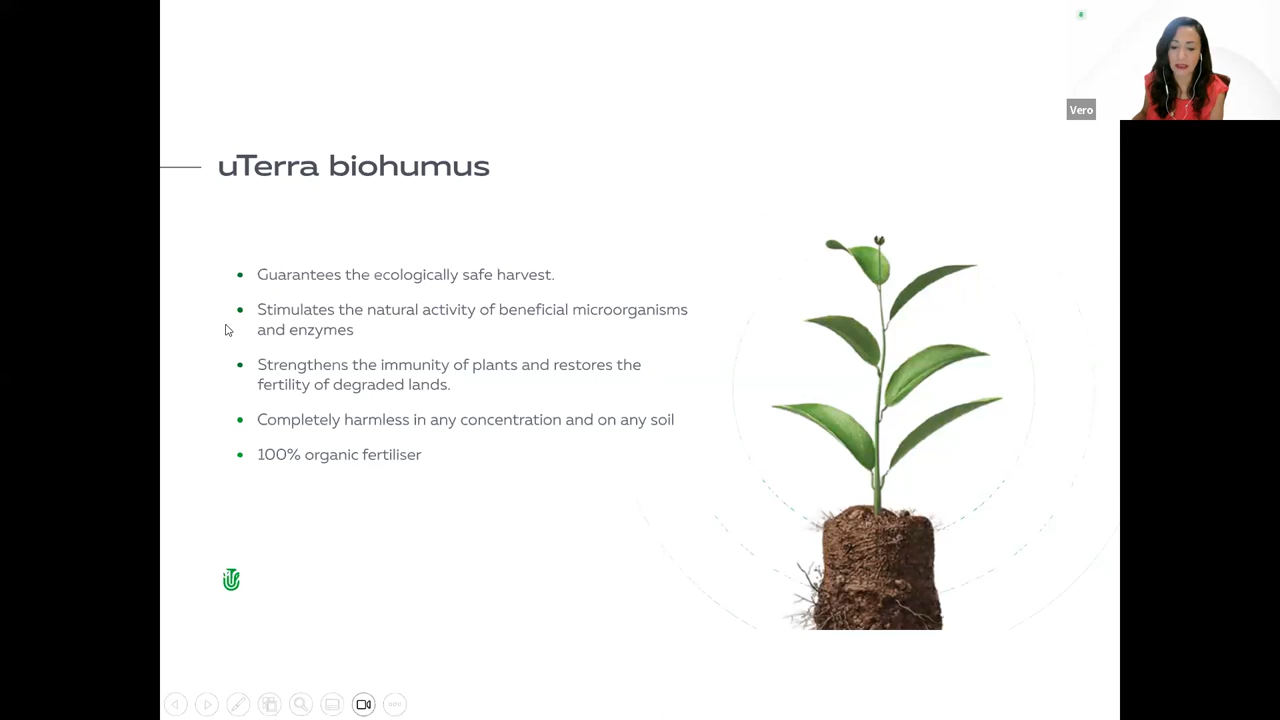 Vero
uTerra biohumus
Guarantees the ecologically safe harvest.
Stimulates the natural activity of beneficial microorganisms
and enzymes
Strengthens the immunity of plants and restores the
fertility of degraded lands.
Completely harmless in any concentration and on any soil
100% organic fertiliser